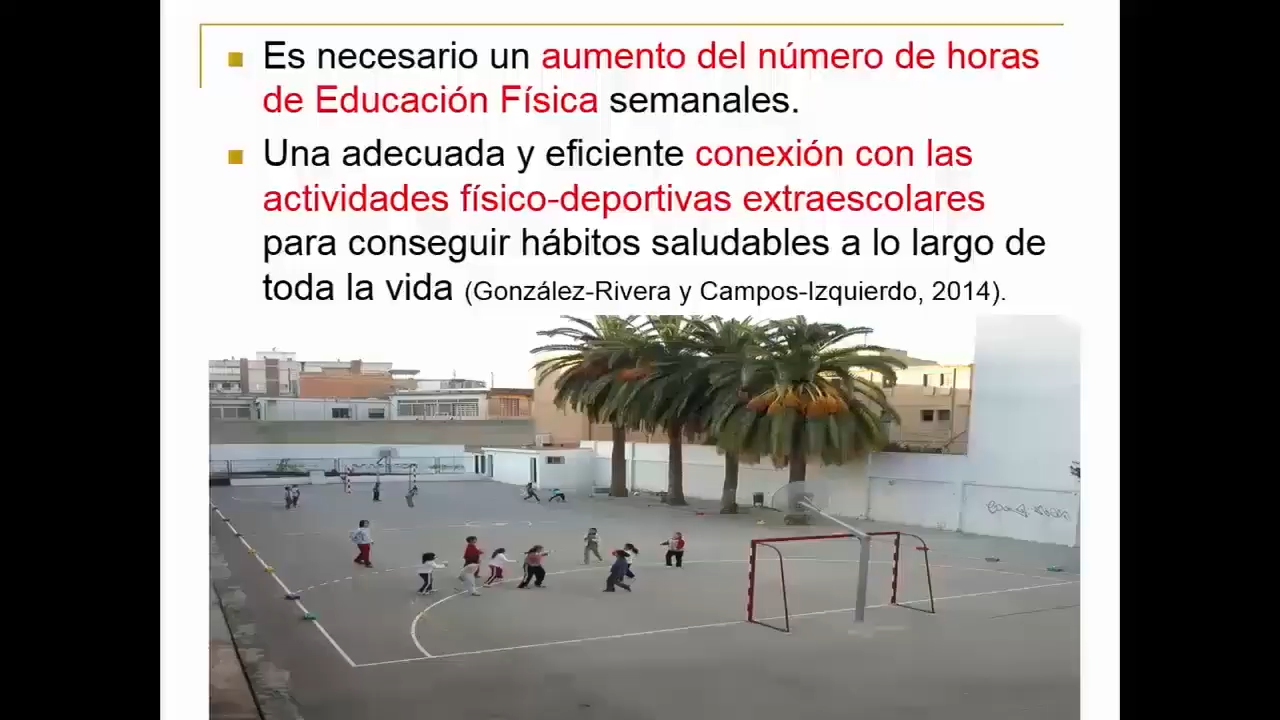 Es necesario un aumento del número de horas
de Educación Física semanales.
Una adecuada y eficiente conexión con las
actividades físico-deportivas extraescolares
para conseguir hábitos saludables a lo largo de
toda la vida (González-Rivera y Campos-Izquierdo, 2014).